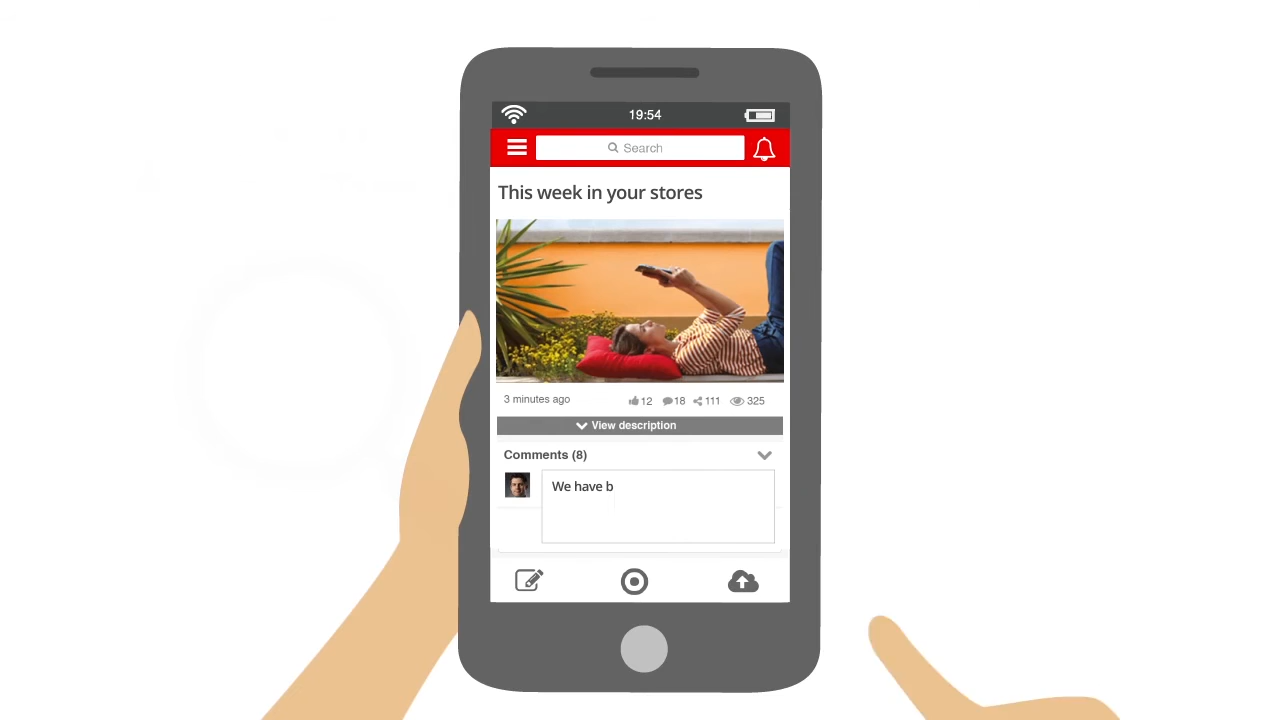 19:54
Search
This week in your stores
3 minutes ago 12 18 111 325
View description
Comments (8)
We have b